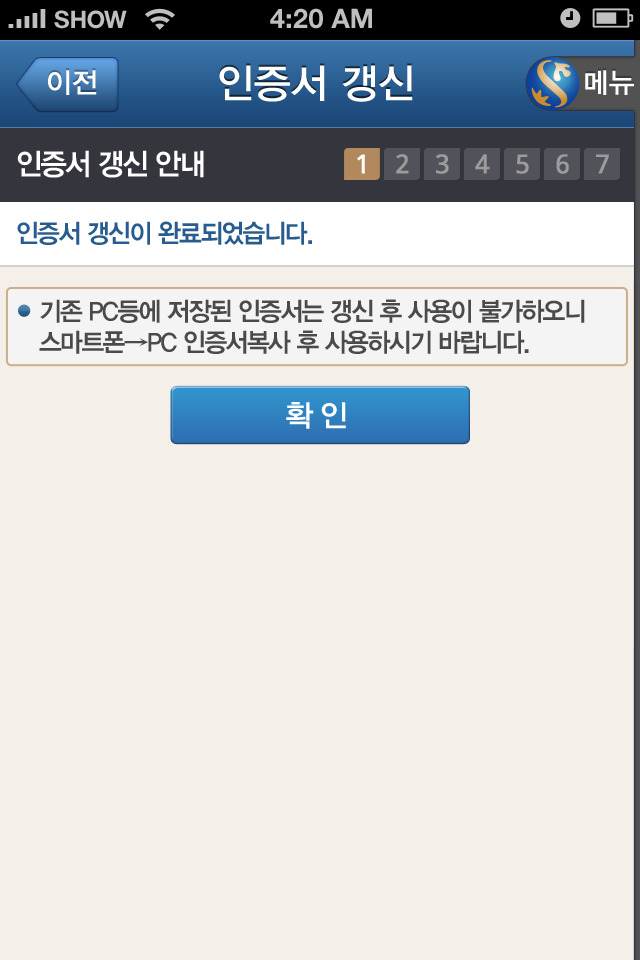 SHOW 4:20 AM
이전 인증서 갱신 메뉴
인증서 갱신 안내 1 2 3 4 5 6 7
인증서 갱신이 완료되었습니다.
기존 PC등에 저장된 인증서는 갱신 후 사용이 불가하오니
스마트폰→PC 인증서복사 후 사용하시기 바랍니다.
확 인